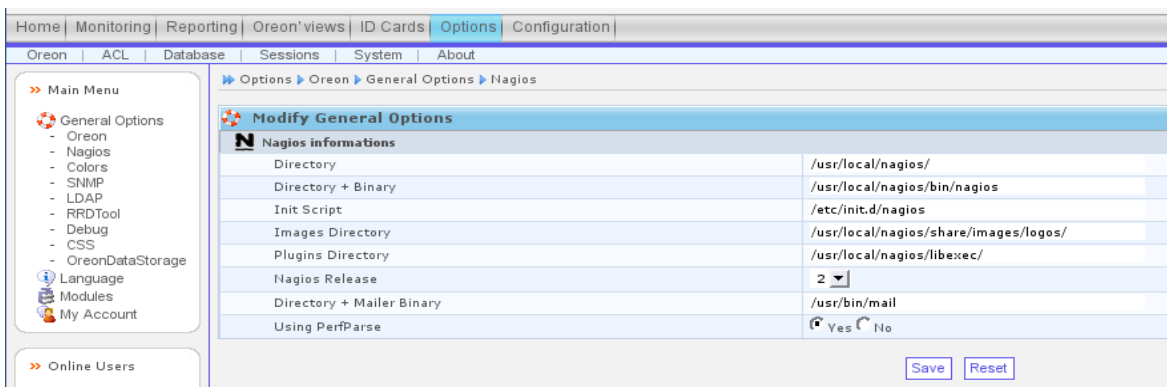 Home | Monitoring | Reporting | Oreon' views | ID Cards | Options | Configuration |
Oreon | ACL | Database | Sessions | System | About
Options Oreon General Options Nagios
Main Menu
General Options
- Oreon
- Nagios
- Colors
- SNMP
- LDAP
- RRDTool
- Debug
- CSS
- OreonDataStorage
Language
Modules
My Account
Online Users
Modify General Options
N Nagios informations
Directory /usr/local/nagios/
Directory + Binary /usr/local/nagios/bin/nagios
Init Script /etc/init.d/nagios
Images Directory /usr/local/nagios/share/images/logos/
Plugins Directory /usr/local/nagios/libexec/
Nagios Release 2
Directory + Mailer Binary /usr/bin/mail
Using PerfParse Yes No
Save Reset